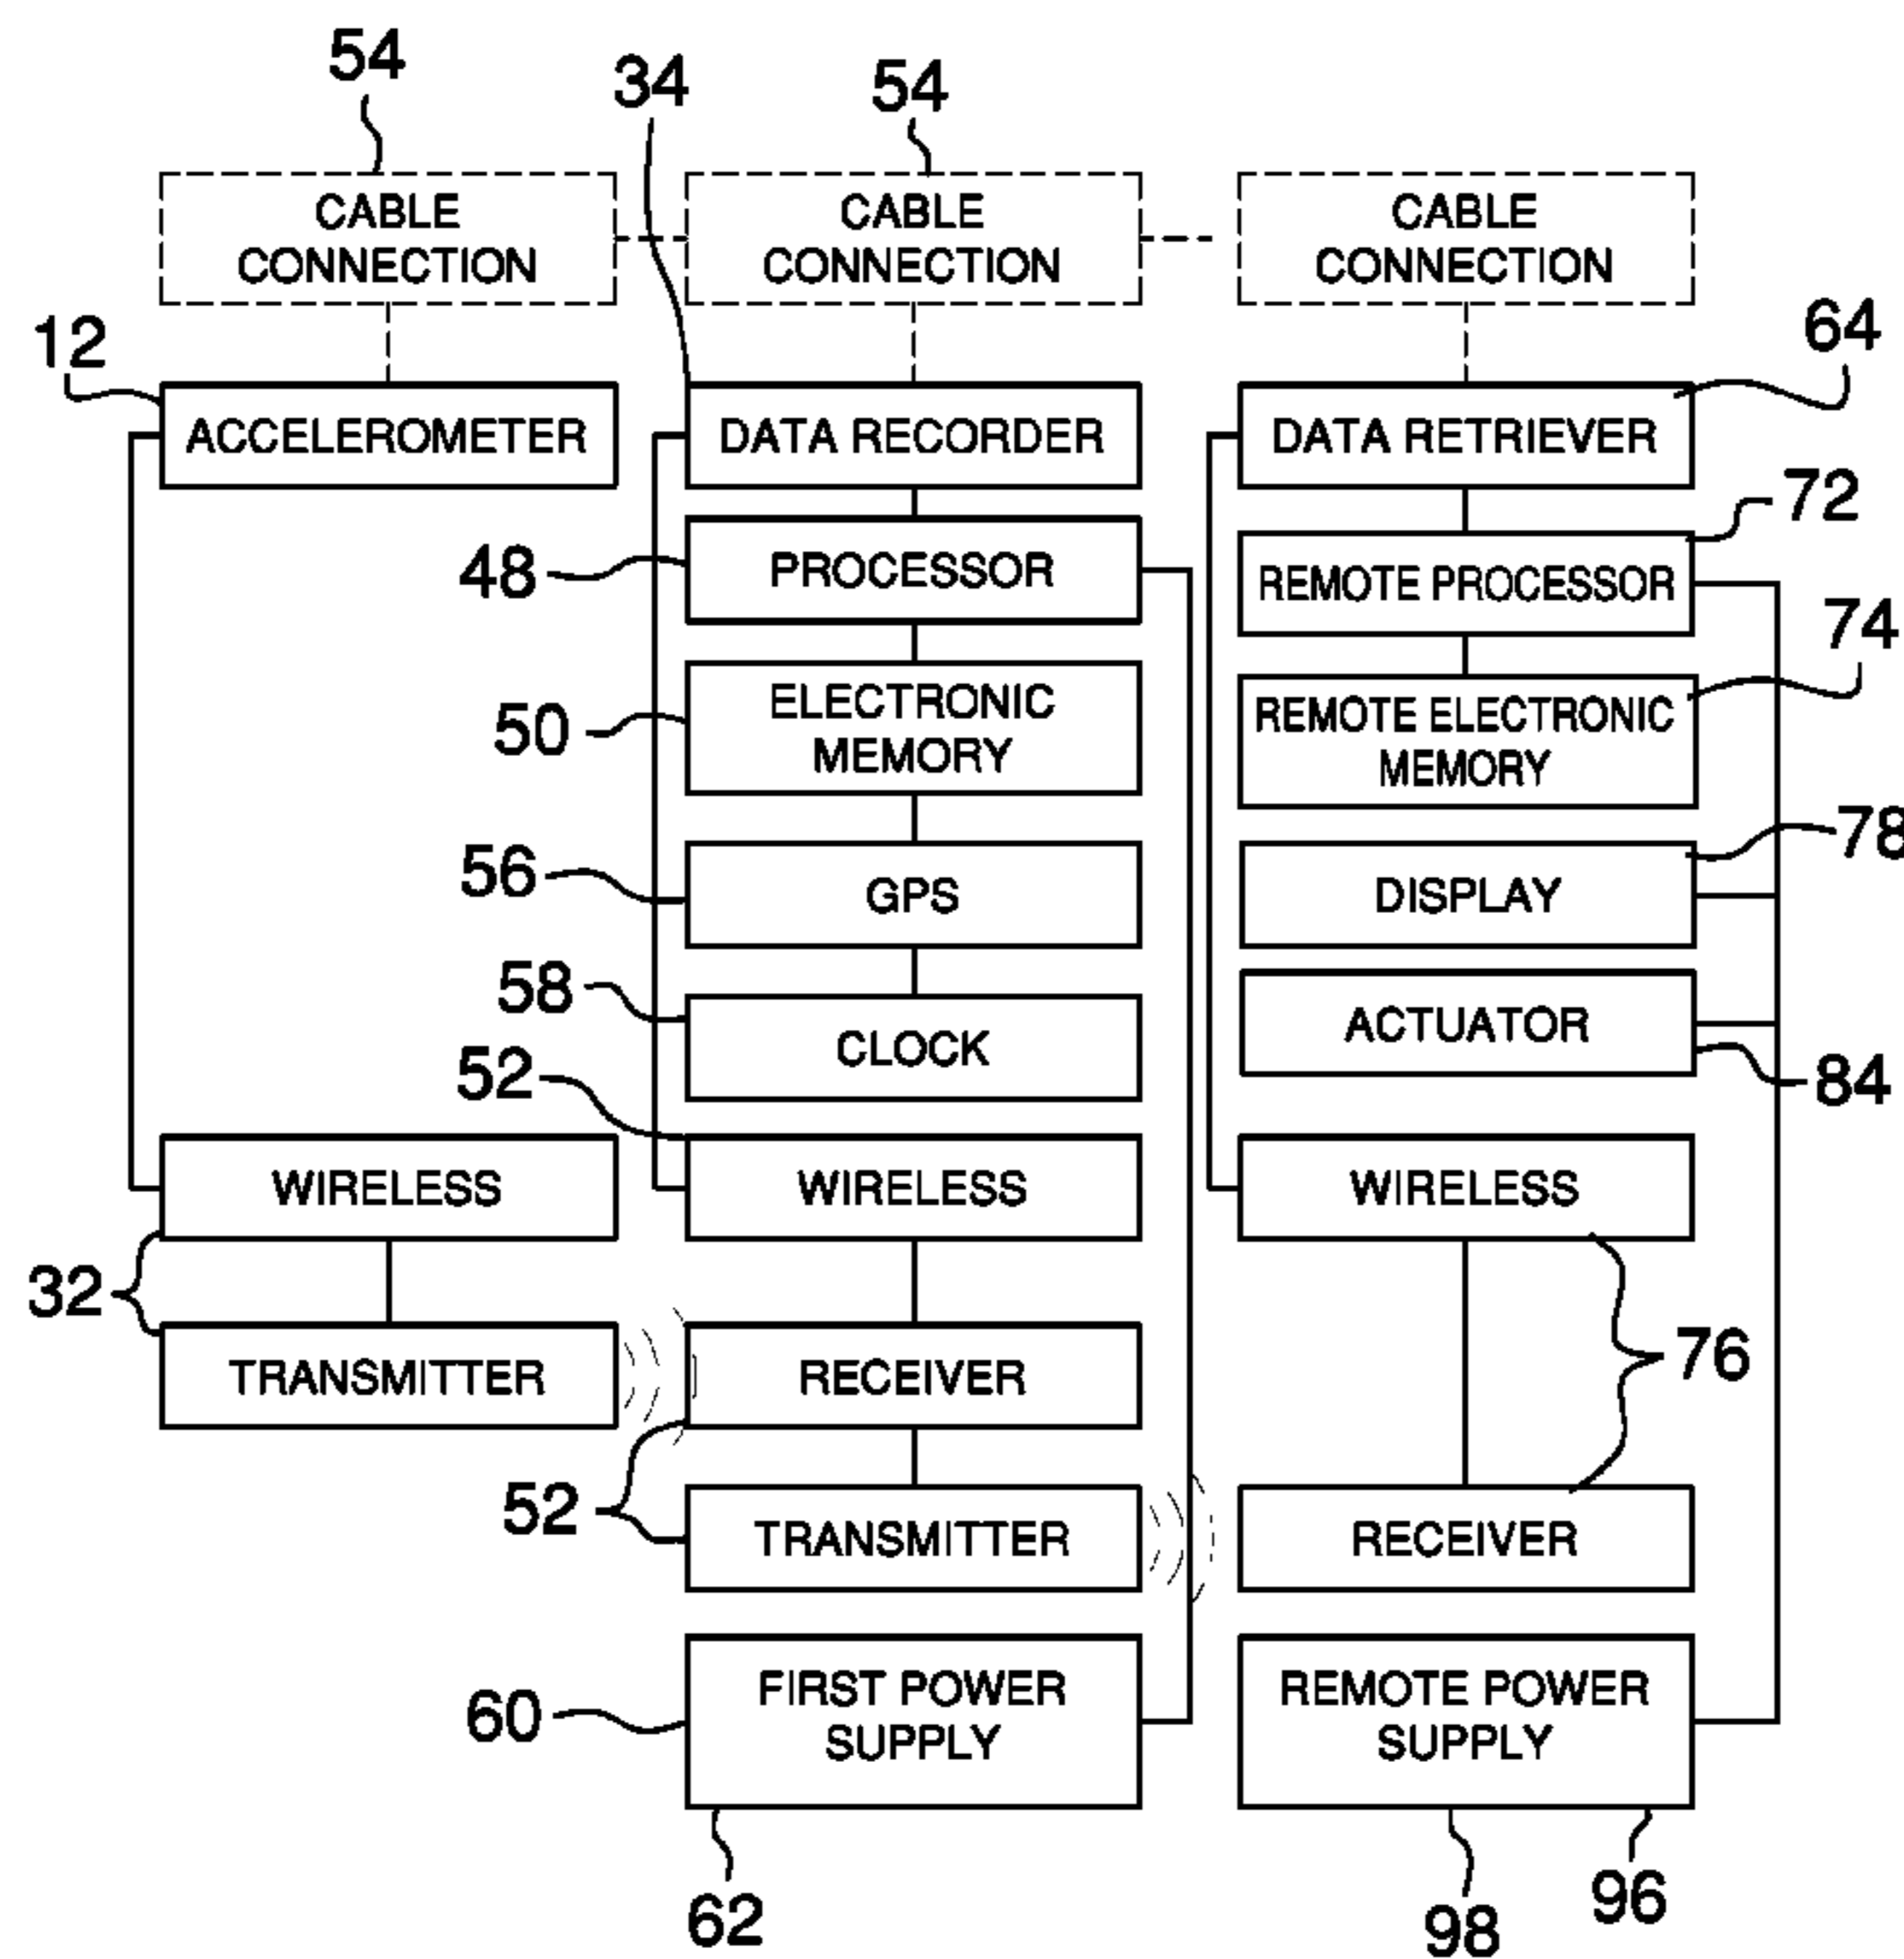 54
34
54
CABLE
CONNECTION
CABLE
CONNECTION
CABLE
CONNECTION
12
64
ACCELEROMETER
DATA RECORDER
DATA RETRIEVER
72
48
PROCESSOR
REMOTE PROCESSOR
74
50
ELECTRONIC
MEMORY
REMOTE ELECTRONIC
MEMORY
78
56
GPS
DISPLAY
58
CLOCK
ACTUATOR
84
52
WIRELESS
WIRELESS
WIRELESS
32
76
TRANSMITTER
RECEIVER
52
TRANSMITTER
RECEIVER
60
FIRST POWER
SUPPLY
REMOTE POWER
SUPPLY
62
98
96